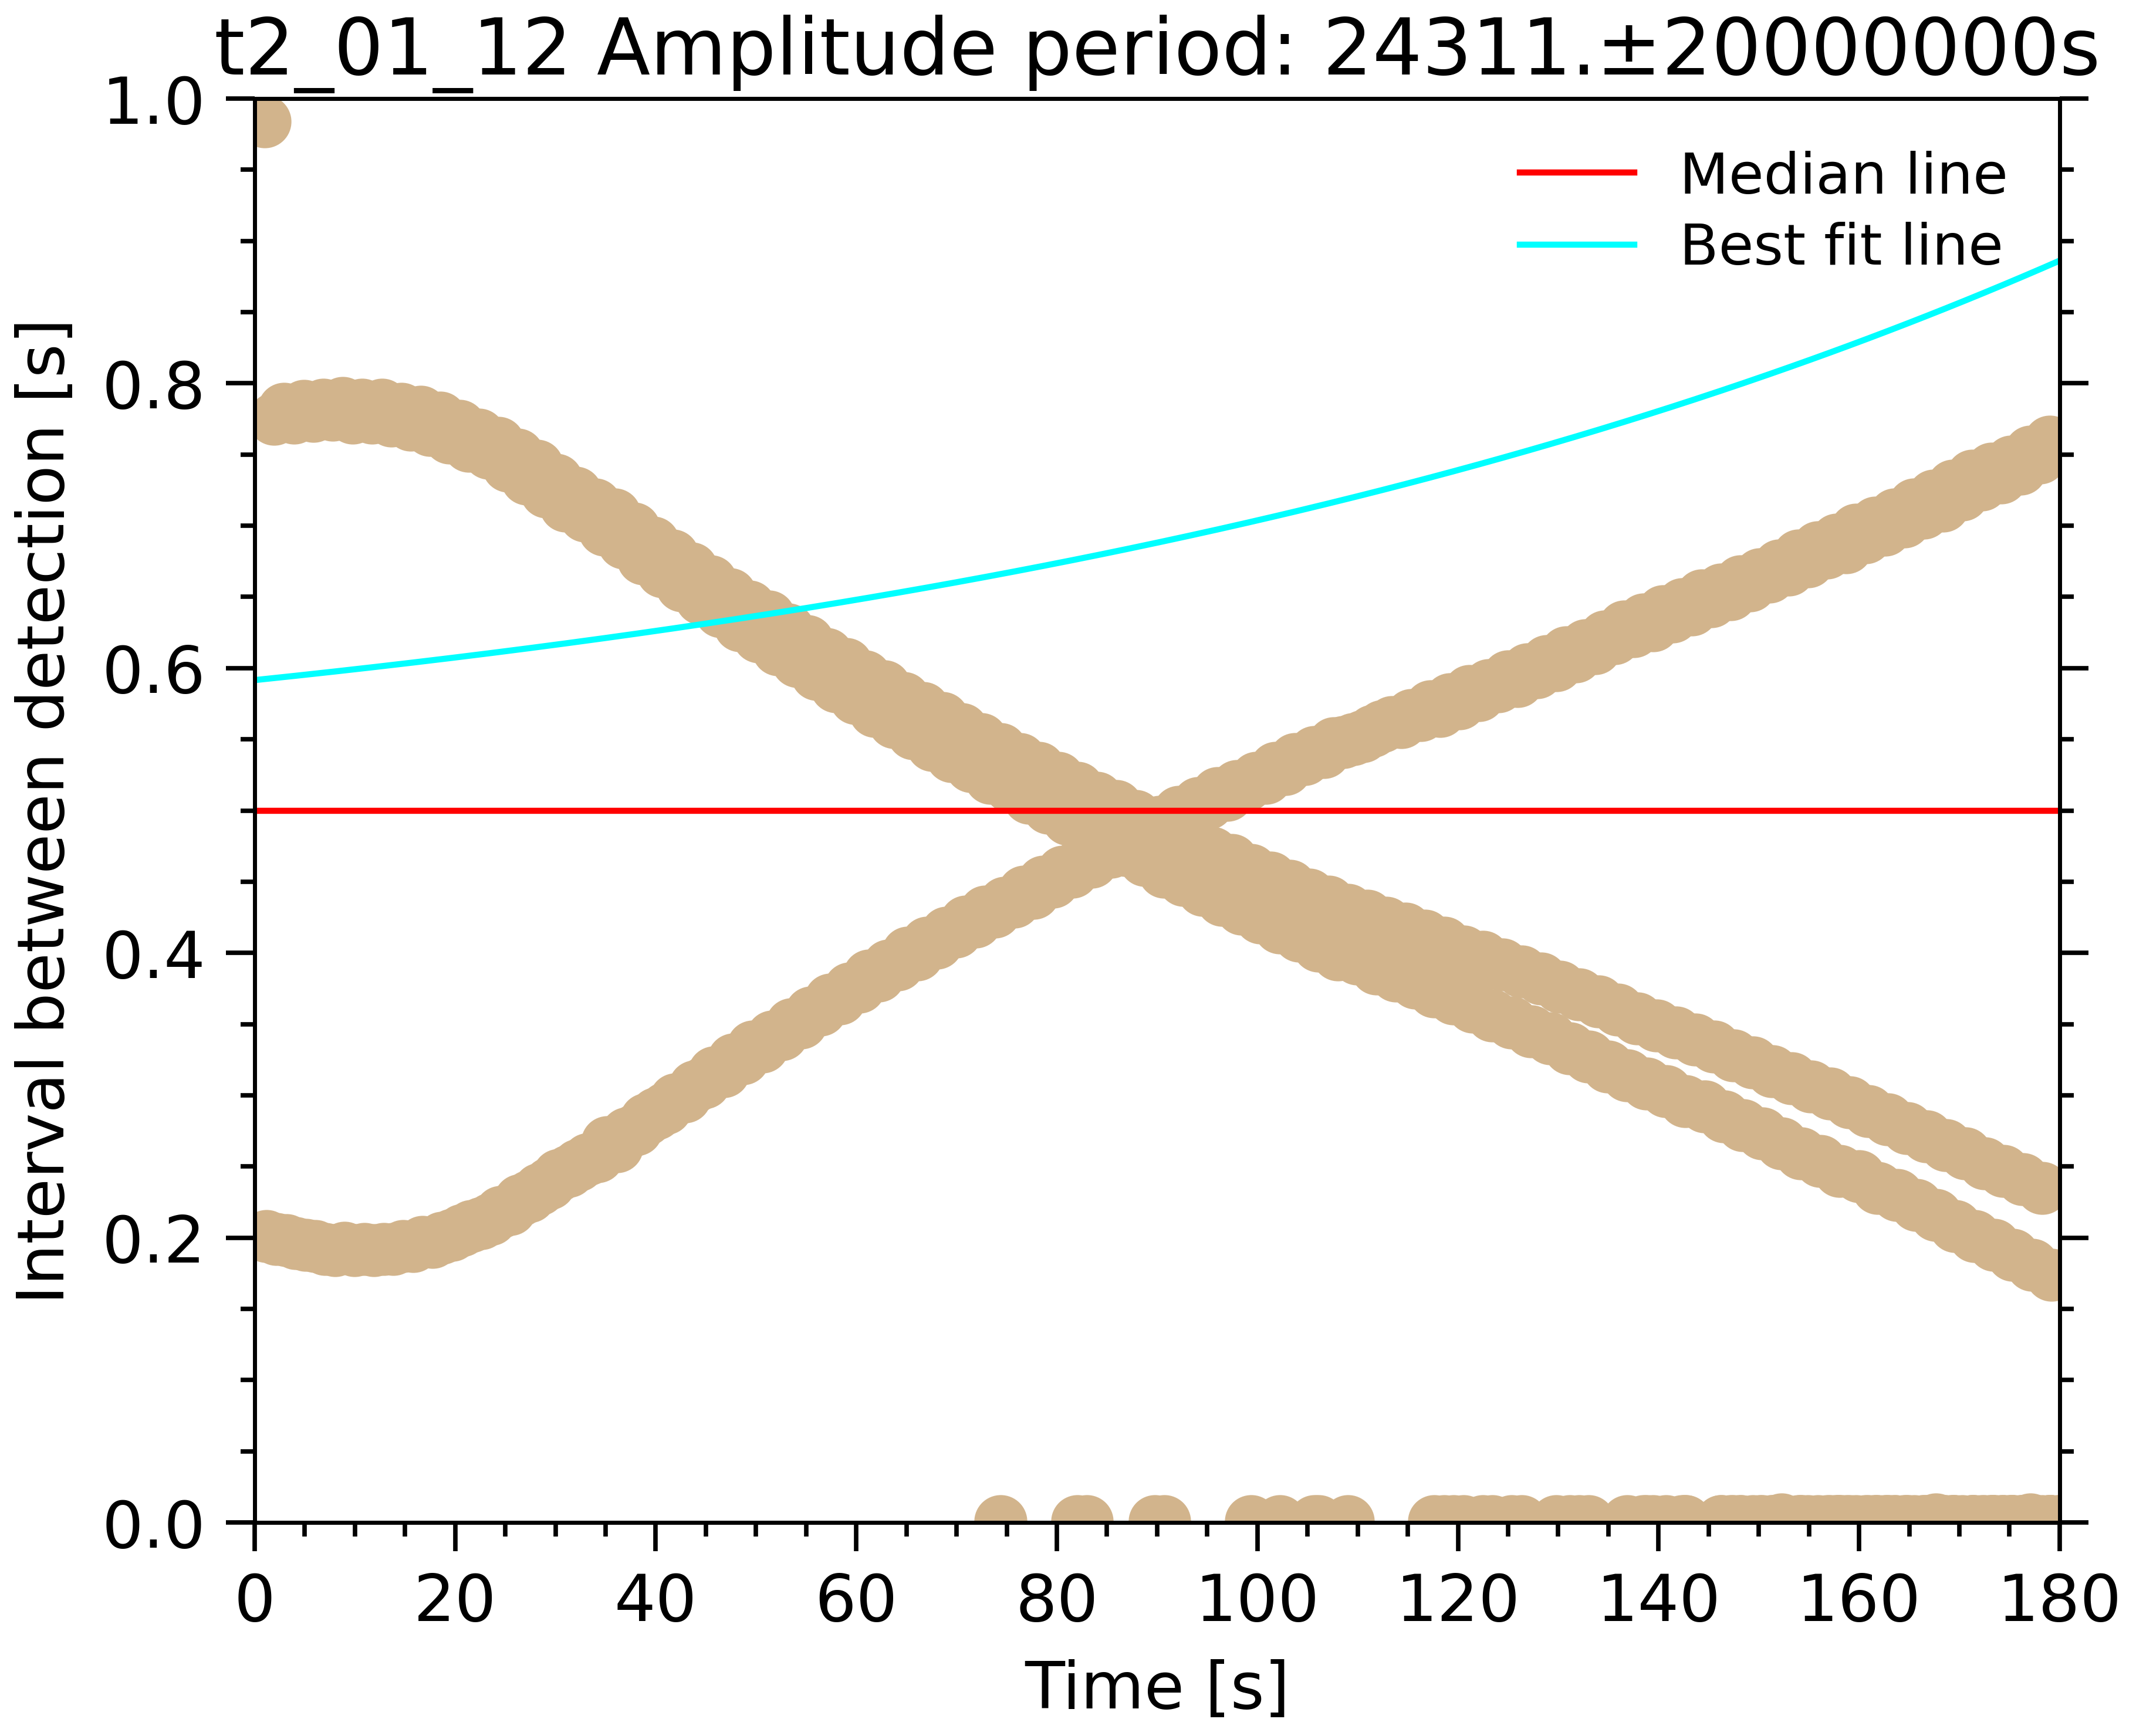 t2_01_12 Amplitude period: 24311.±20000000s
Median line
Best fit line
Interval between detection [s]
1.0
0.8
0.6
0.4
0.2
0.0
0 20 40 60 80 100 120 140 160 180
Time [s]